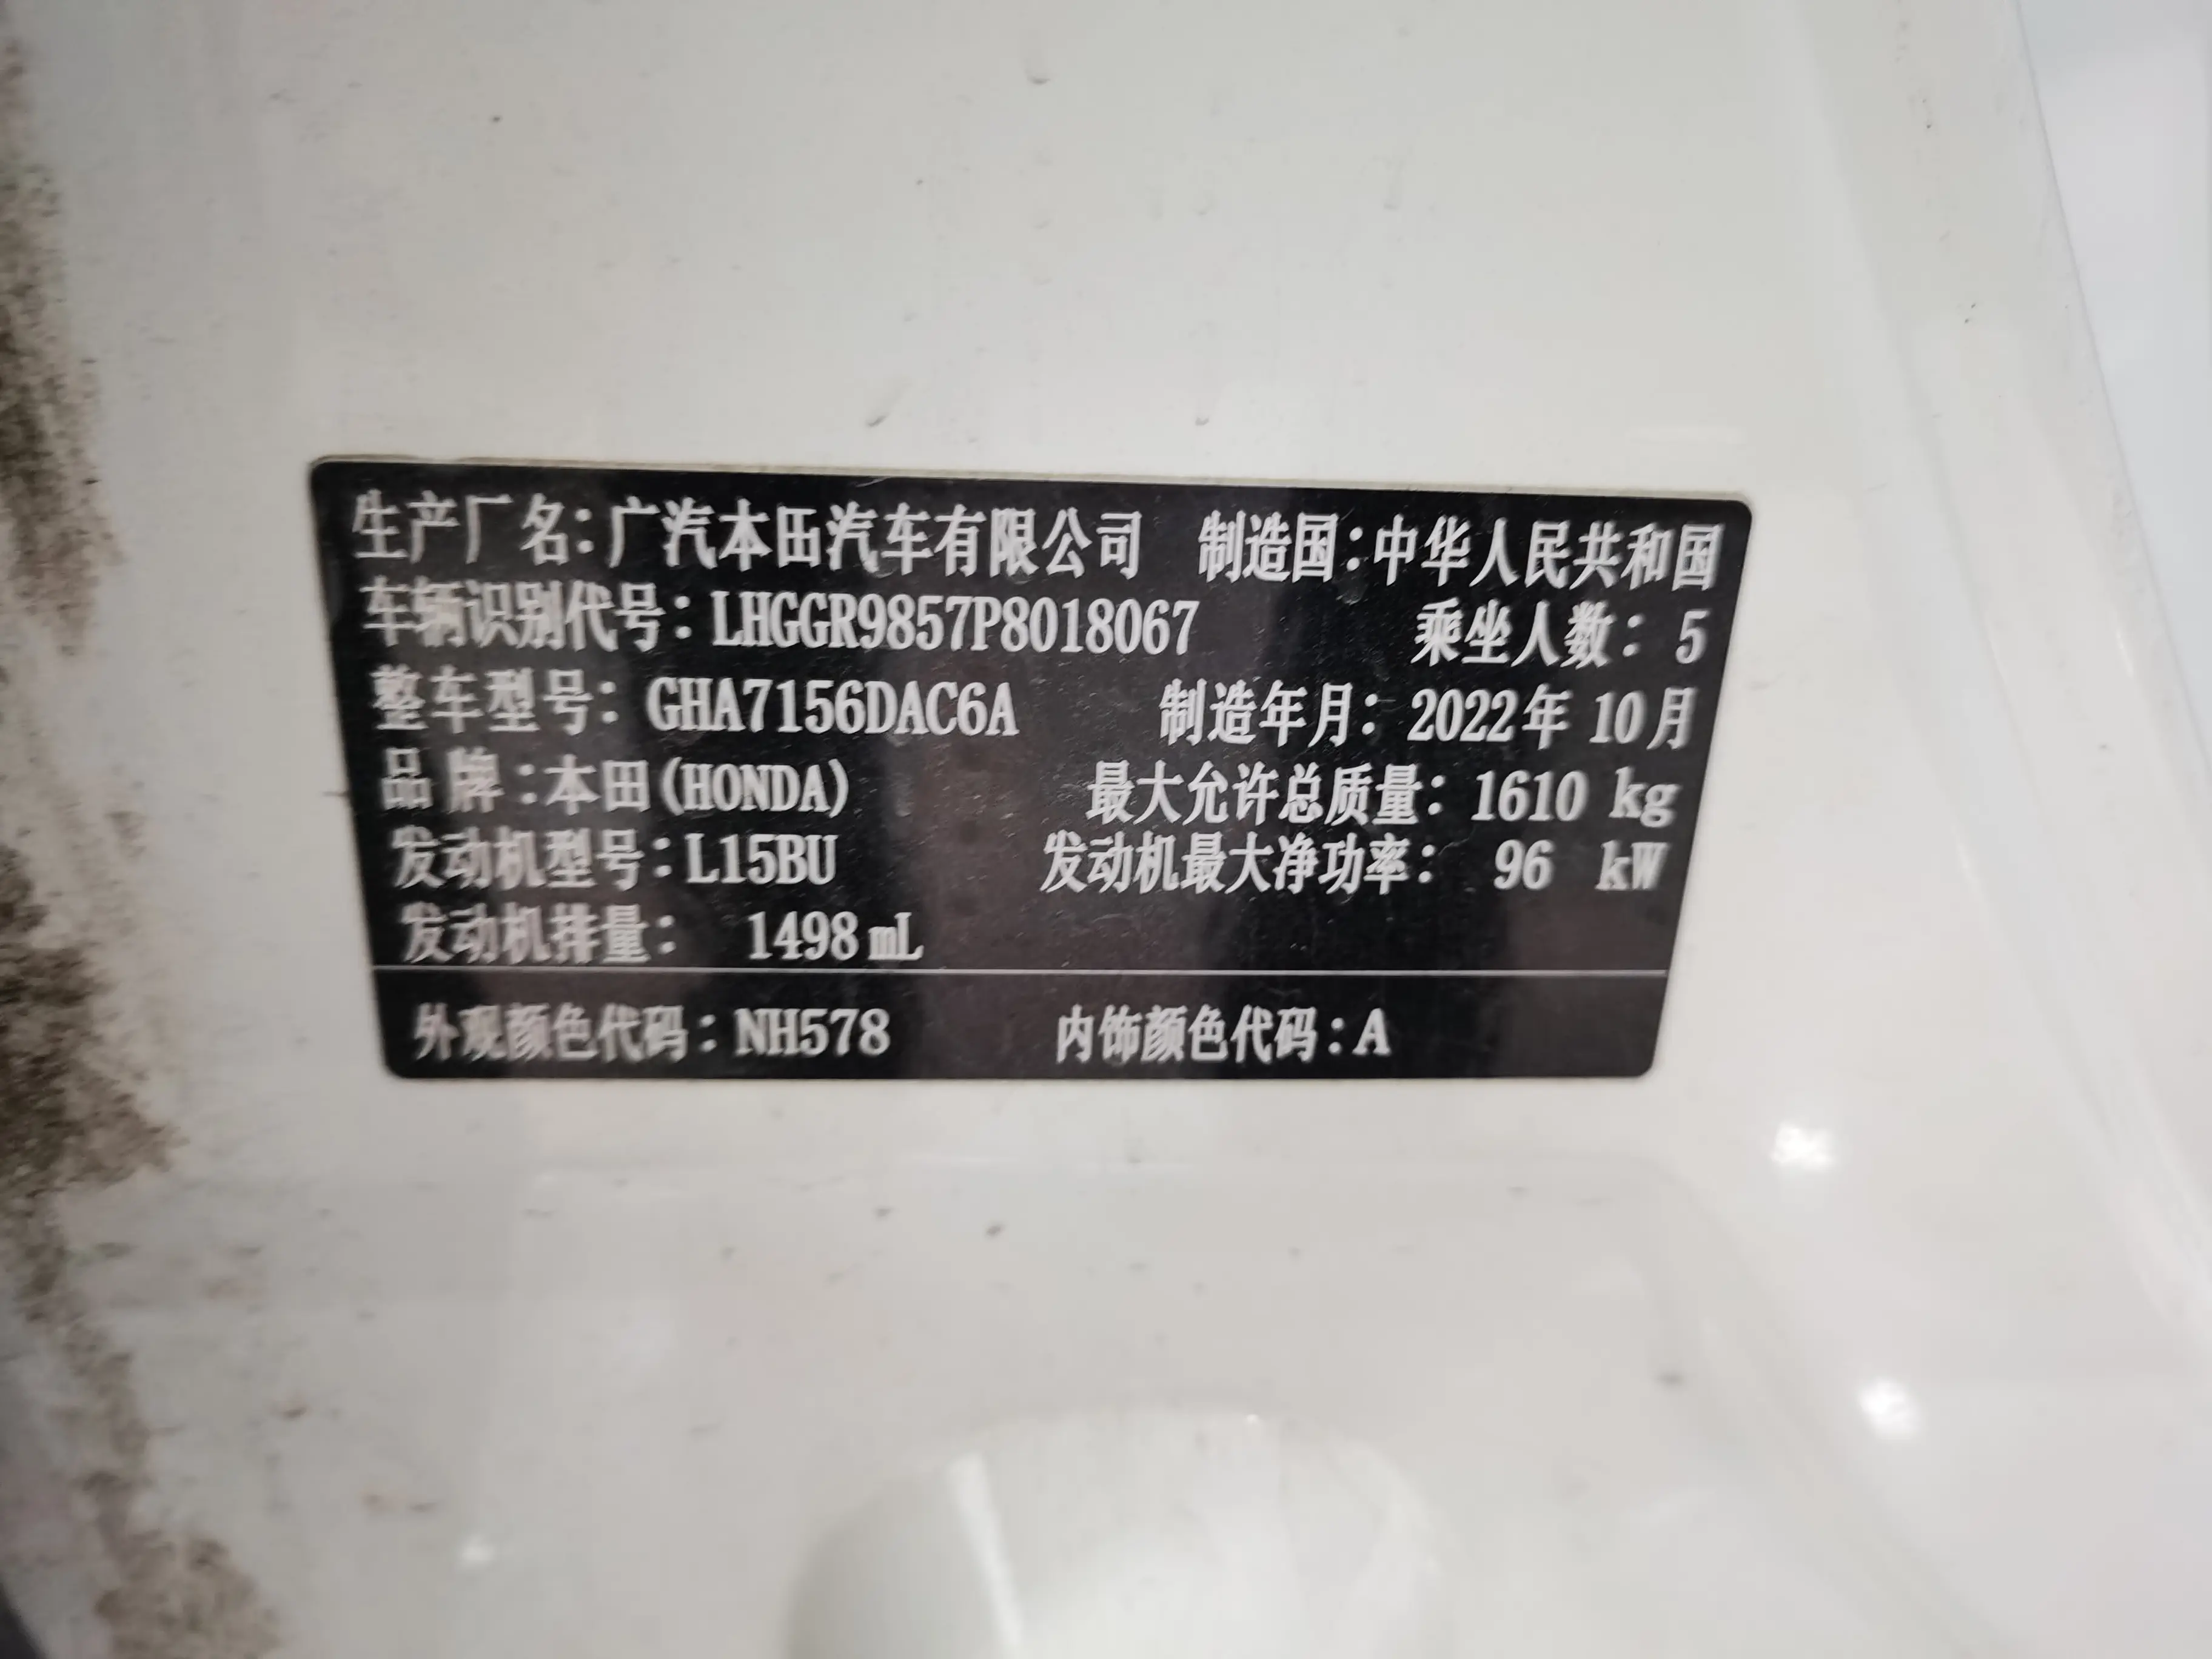 生产厂名：广汽本田汽车有限公司 制造国：中华人民共和国
车辆识别代号：LHGGR9857P8018067 乘坐人数：5
整车型号：GHA7156DAC6A 制造年月：2022年10月
品牌：本田(HONDA) 最大允许总质量：1610 kg
发动机型号：L15BU 发动机最大净功率：96 kW
发动机排量：1498 mL
外观颜色代码：NH578 内饰颜色代码：A